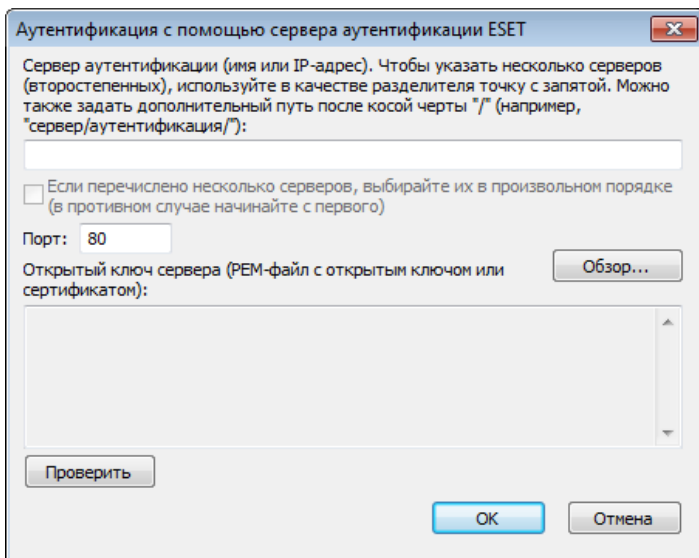 Аутентификация с помощью сервера аутентификации ESET
Сервер аутентификации (имя или IP-адрес). Чтобы указать несколько серверов
(второстепенных), используйте в качестве разделителя точку с запятой. Можно
также задать дополнительный путь после косой черты "/" (например,
"сервер/аутентификация/"):
Если перечислено несколько серверов, выбирайте их в произвольном порядке
(в противном случае начинайте с первого)
Порт: 80
Открытый ключ сервера (PEM-файл с открытым ключом или
сертификатом):
Обзор...
Проверить
OK
Отмена